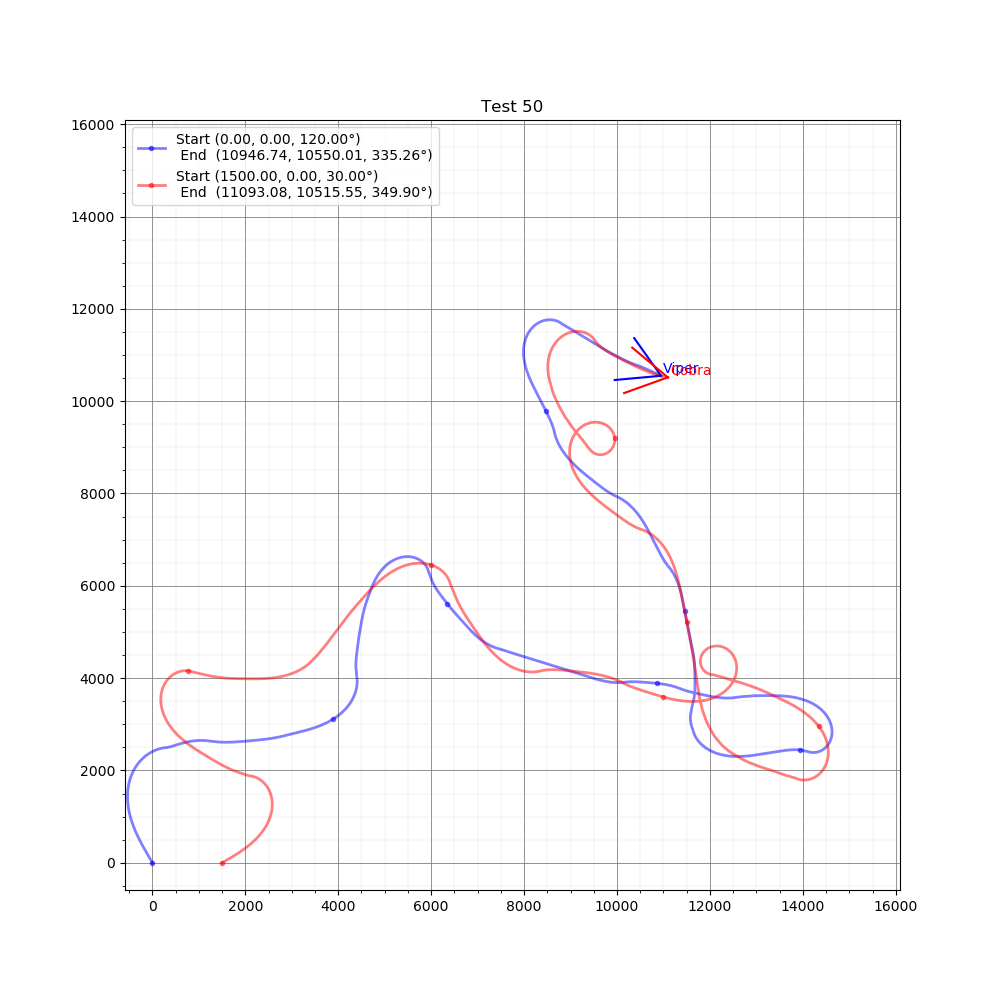 Test 50
Start (0.00, 0.00, 120.00°)
End (10946.74, 10550.01, 335.26°)
Start (1500.00, 0.00, 30.00°)
End (11093.08, 10515.55, 349.90°)
16000
14000
12000
10000
8000
6000
4000
2000
0
Viper
Cobra
0 2000 4000 6000 8000 10000 12000 14000 16000